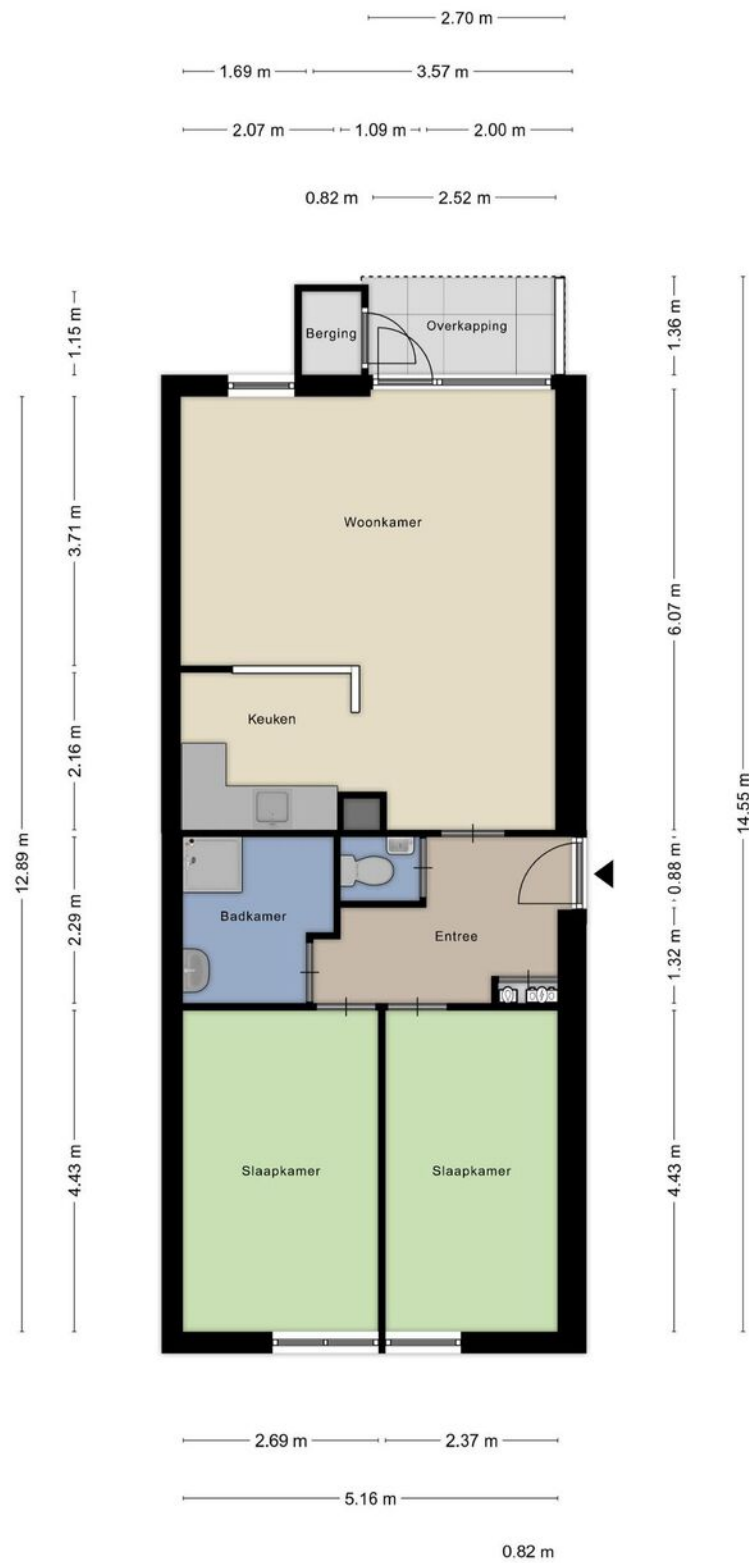 2.70 m
1.69 m
3.57 m
2.07 m
1.09 m
2.00 m
0.82 m
2.52 m
1.15 m
Berging
Overkapping
1.36 m
3.71 m
Woonkamer
6.07 m
2.16 m
Keuken
14.55 m
12.89 m
0.88 m
2.29 m
Badkamer
Entree
1.32 m
4.43 m
Slaapkamer
Slaapkamer
4.43 m
2.69 m
2.37 m
5.16 m
0.82 m